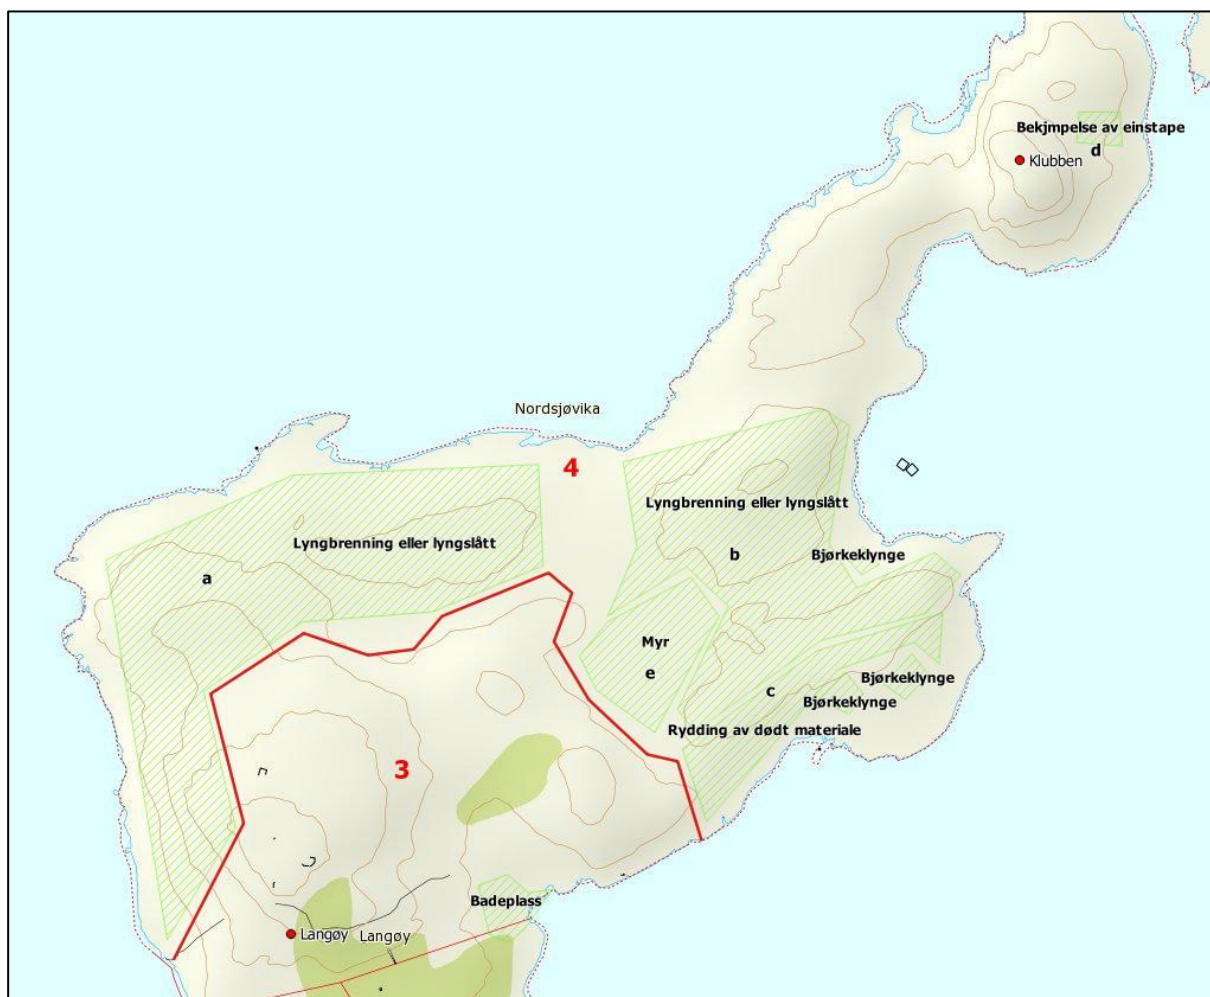 Bekjmpelse av einstape
d
Klubben
Nordsjøvika
4
Lyngbrenning eller lyngslått
Lyngbrenning eller lyngslått
b
Bjørkeklynge
a
Myr
e
Bjørkeklynge
c
Bjørkeklynge
Rydding av dødt materiale
3
Badeplass
Langøy
Langøy